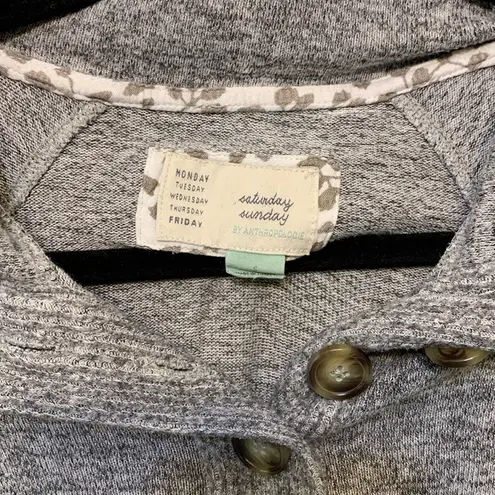 MONDAY
TUESDAY
WEDNESDAY
THURSDAY
FRIDAY
saturday
sunday
BY ANTHROPOLOGIE